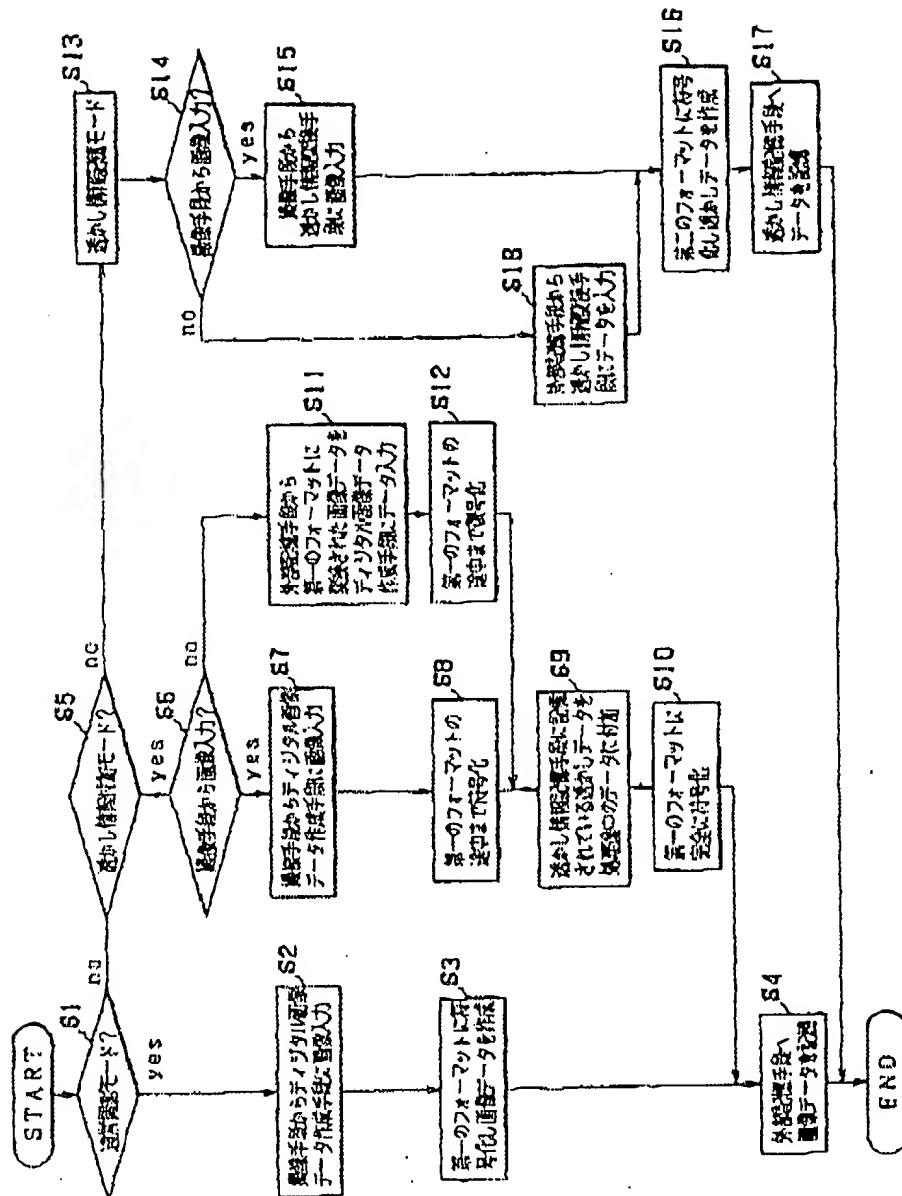 START
S1
通常撮影モード?
yes
no
S2
撮像手段からディジタル画像
データ作成手段に画像入力
S3
第一のフォーマットに符
号化し画像データを作成
S4
外部記憶手段へ
画像データを記憶
END
S5
透かし情報付加モード?
yes
no
S6
撮像手段から画像入力?
yes
no
S7
撮像手段からディジタル画像
データ作成手段に画像入力
S8
第一のフォーマットの
途中まで符号化
S9
透かし情報記憶手段に記憶
されている透かしデータを
処理途中のデータに付加
S10
第一のフォーマットに
完全に符号化
S11
外部記憶手段から
第一のフォーマットに
変換された画像データを
ディジタル画像データ
作成手段にデータ入力
S12
第一のフォーマットの
途中まで復号化
S13
透かし情報記憶モード
S14
撮像手段から画像入力?
yes
no
S15
撮像手段から
透かし情報変換手
段に画像入力
S18
外部記憶手段から
透かし情報変換手
段にデータを入力
S16
第二のフォーマットに符号
化し透かしデータを作成
S17
透かし情報記憶手段へ
データを記憶